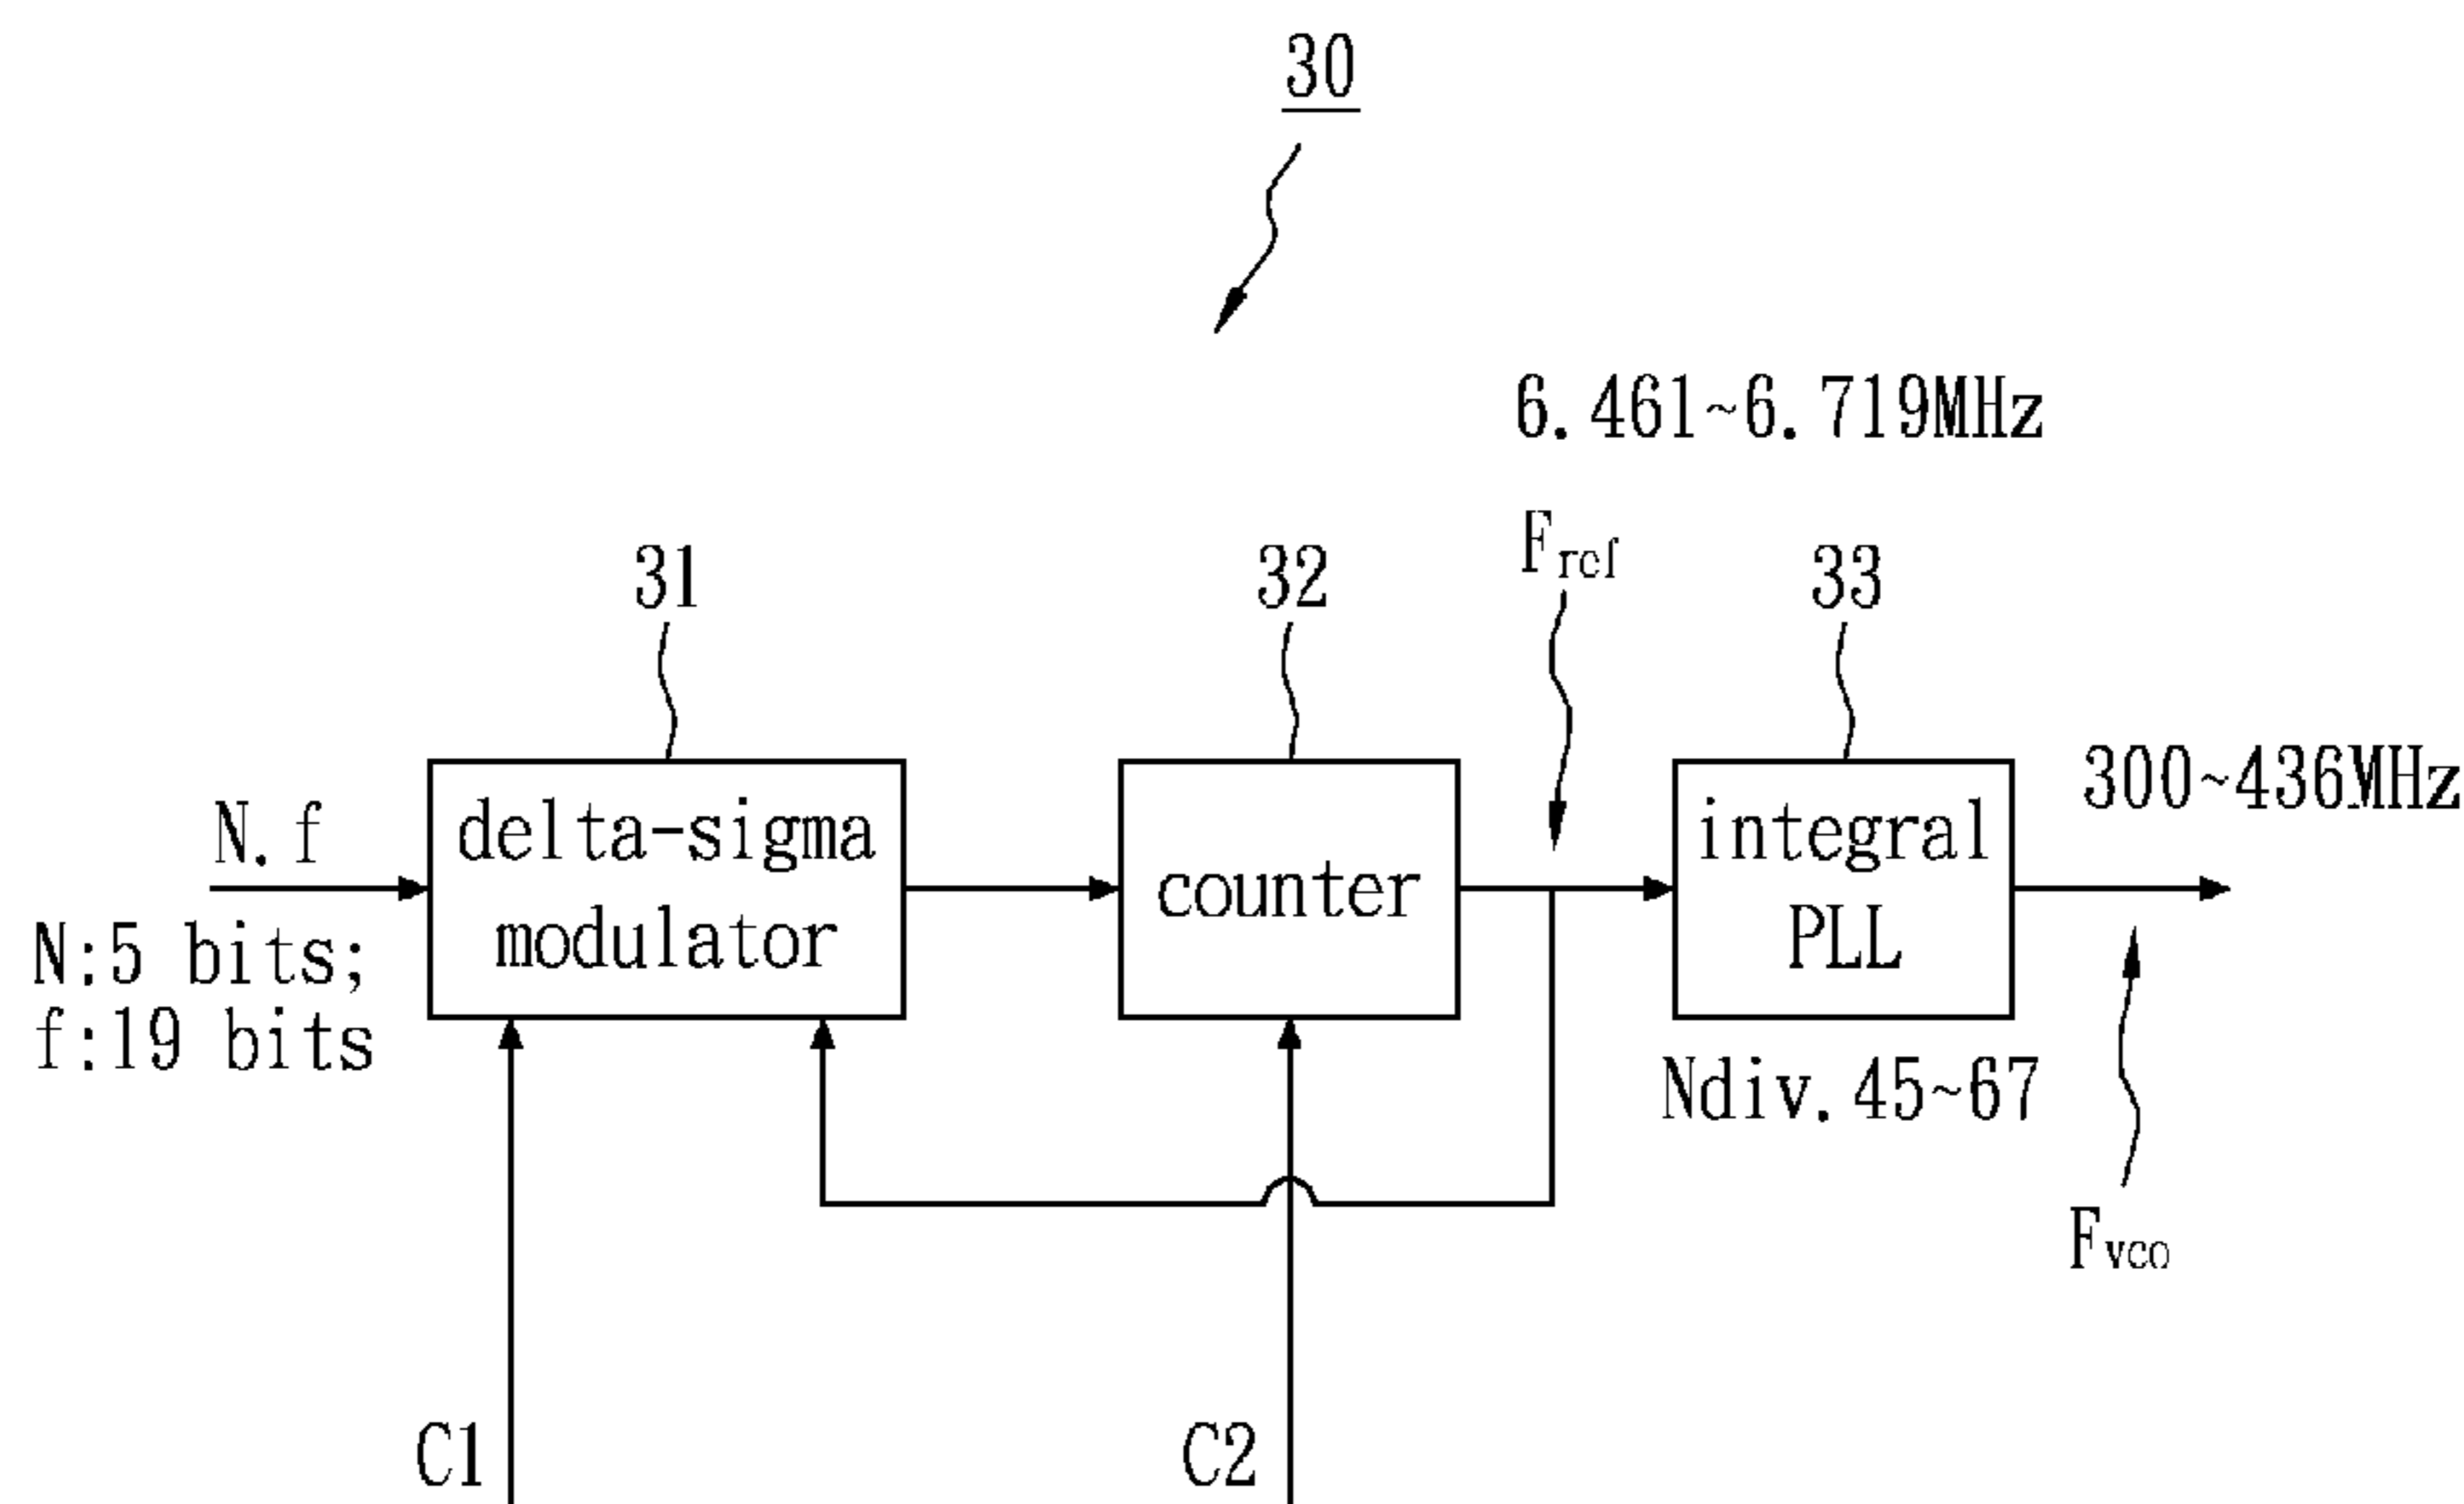 30
6.461~6.719MHz
Fref
31
32
33
300~436MHz
N.f
delta-sigma
modulator
counter
integral
PLL
N:5 bits;
f:19 bits
Ndiv.45~67
Fvco
C1
C2